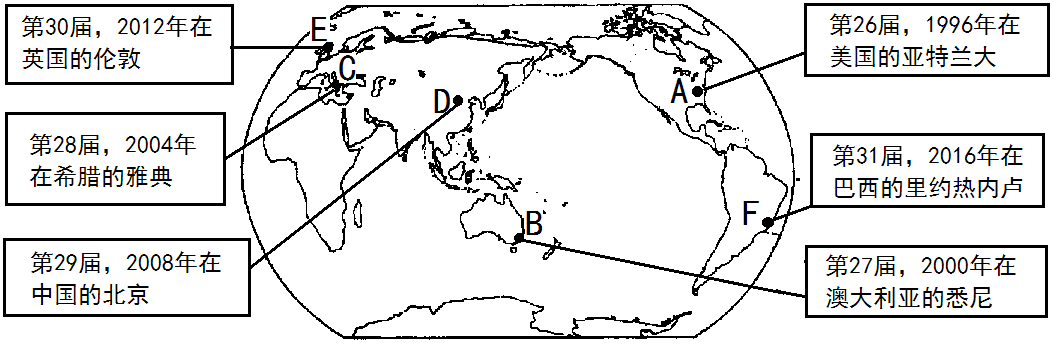 第30届，2012年在
英国的伦敦
第26届，1996年在
美国的亚特兰大
E
C
A
D
第28届，2004年
在希腊的雅典
第31届，2016年在
巴西的里约热内卢
F
B
第29届，2008年在
中国的北京
第27届，2000年在
澳大利亚的悉尼